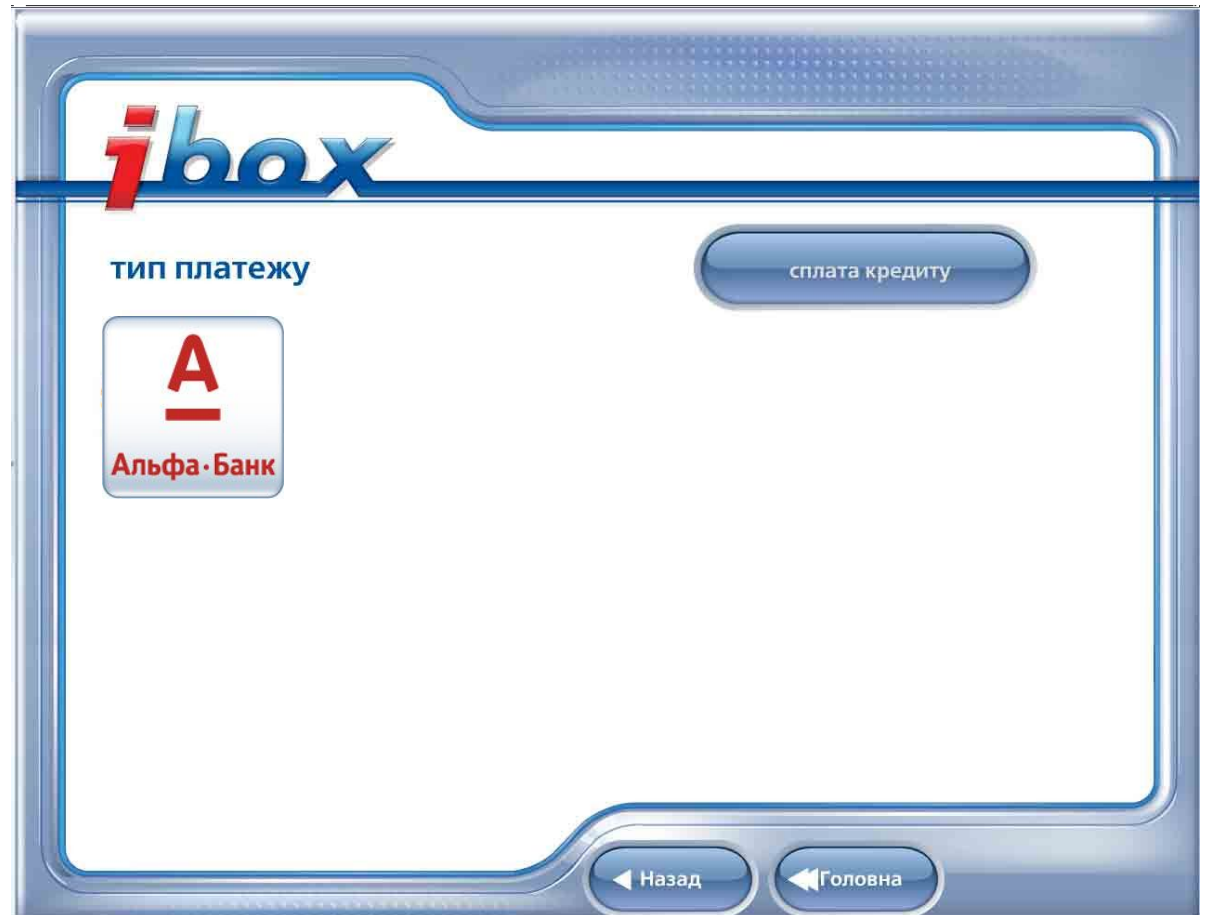 ibox
тип платежу
сплата кредиту
А
Альфа·Банк
Назад
Головна